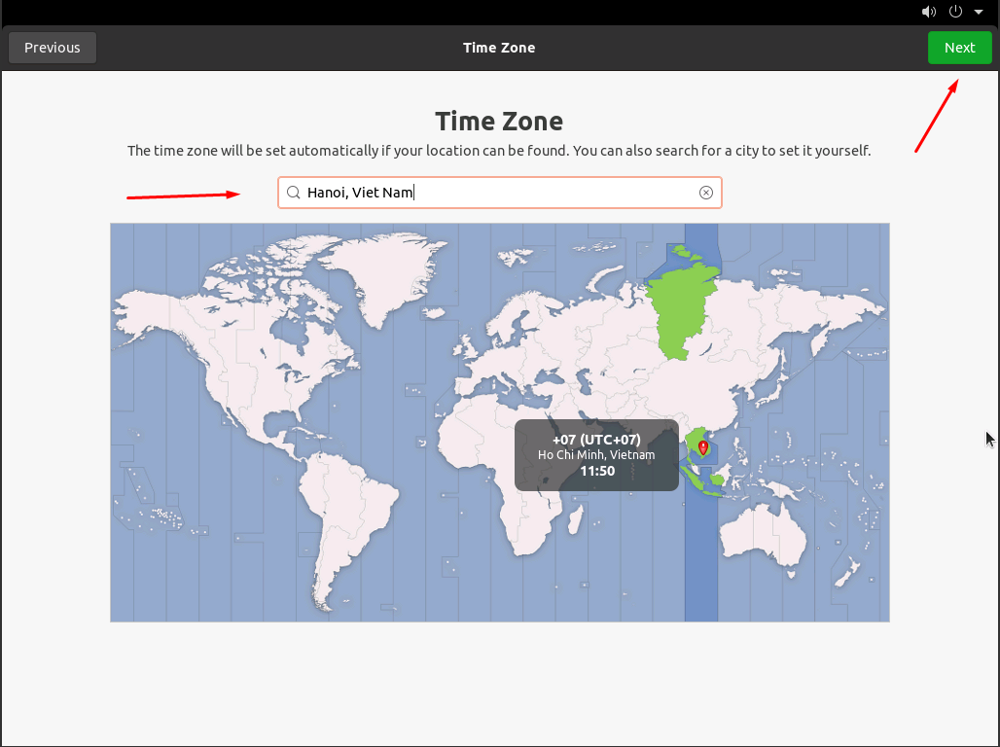 Previous
Time Zone
Next
Time Zone
The time zone will be set automatically if your location can be found. You can also search for a city to set it yourself.
Hanoi, Viet Nam
+07 (UTC+07)
Ho Chi Minh, Vietnam
11:50